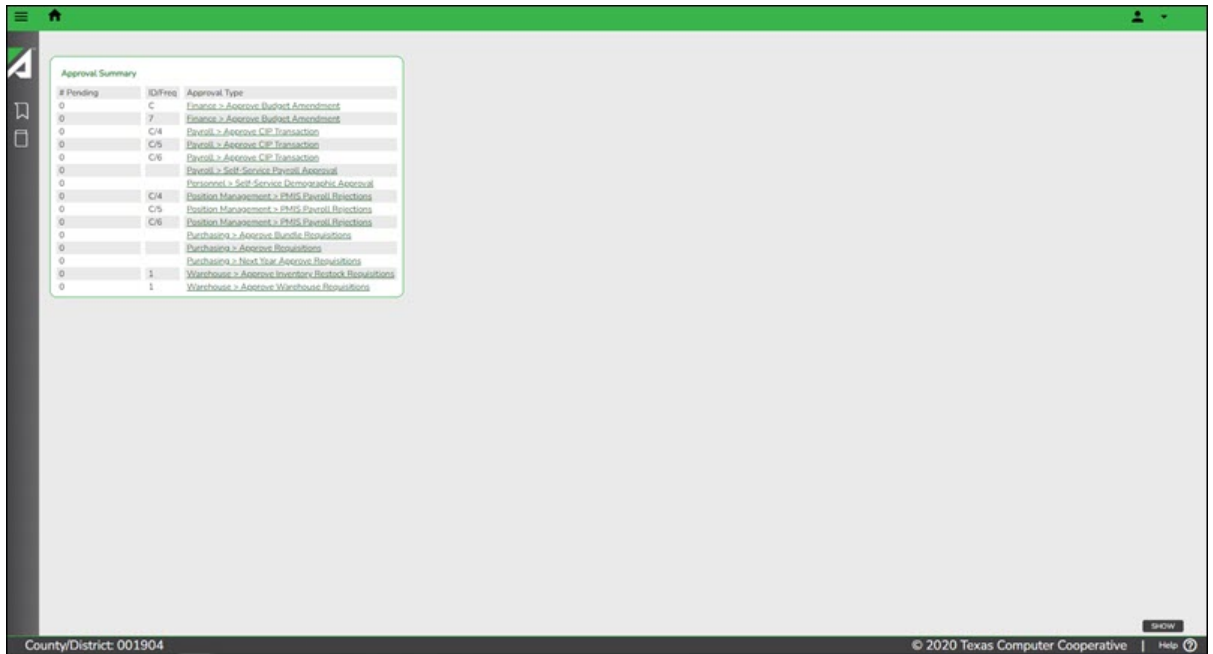 Approval Summary
# Pending ID/Freq Approval Type
0 C Finance > Approve Budget Amendment
0 7 Finance > Approve Budget Amendment
0 C/4 Payroll > Approve CIP Transaction
0 C/5 Payroll > Approve CIP Transaction
0 C/6 Payroll > Approve CIP Transaction
0 Payroll > Self-Service Payroll Approval
0 Personnel > Self-Service Demographic Approval
0 C/4 Position Management > PMIS Payroll Rejections
0 C/5 Position Management > PMIS Payroll Rejections
0 C/6 Position Management > PMIS Payroll Rejections
0 Purchasing > Approve Bundle Requisitions
0 Purchasing > Approve Requisitions
0 Purchasing > Next Year Approve Requisitions
0 1 Warehouse > Approve Inventory Restock Requisitions
0 1 Warehouse > Approve Warehouse Requisitions
SHOW
County/District: 001904 © 2020 Texas Computer Cooperative | Help ?